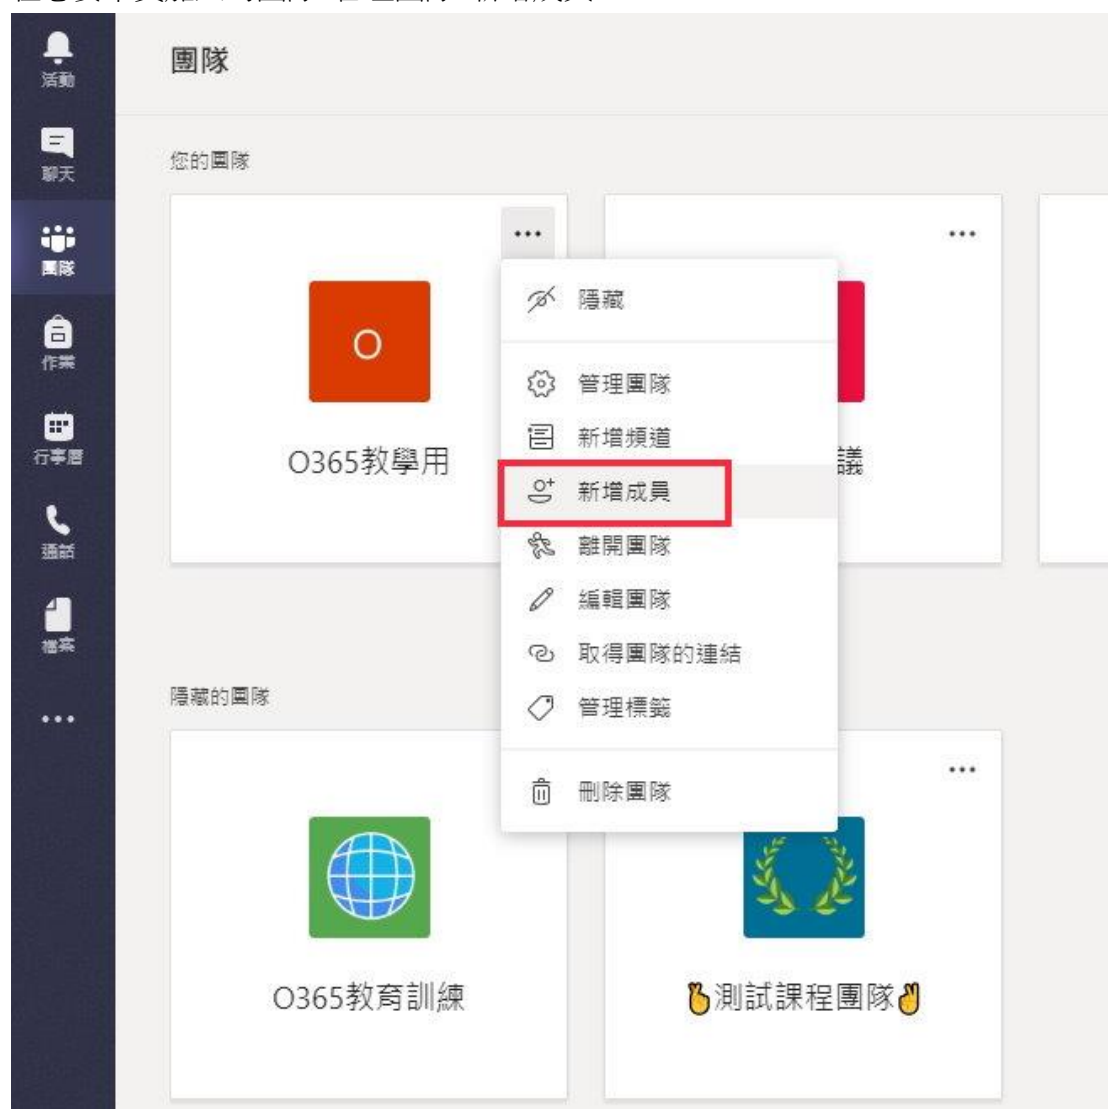 活動
團隊
聊天
您的團隊
團隊
隱藏
作業
O
管理團隊
行事曆
新增頻道
O365教學用
議
新增成員
通話
離開團隊
編輯團隊
檔案
取得團隊的連結
隱藏的團隊
管理標籤
刪除團隊
O365教育訓練
🫰測試課程團隊✌